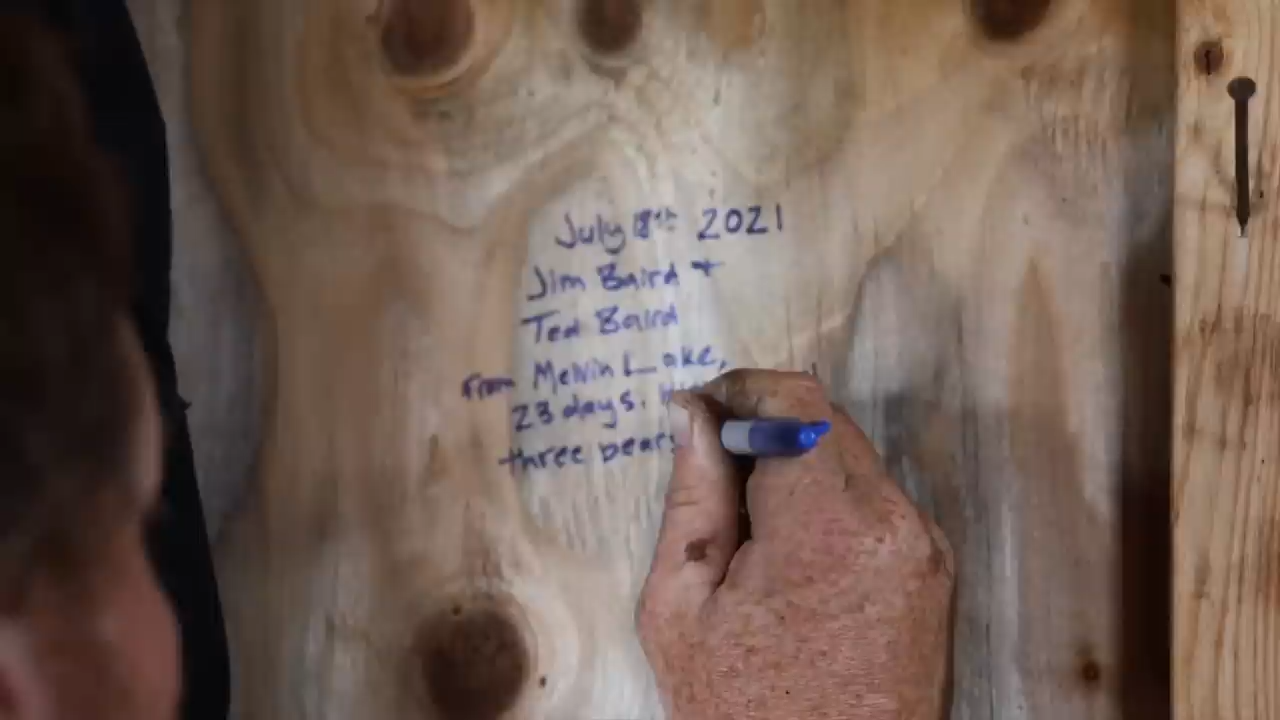 July 18th 2021
Jim Baird +
Ted Baird
From Melvin Lake,
23 days.
three bears